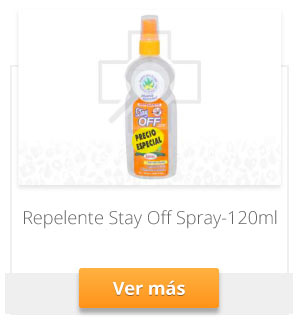 Stay
OFF
PRECIO
ESPECIAL
Repelente Stay Off Spray-120ml
Ver más